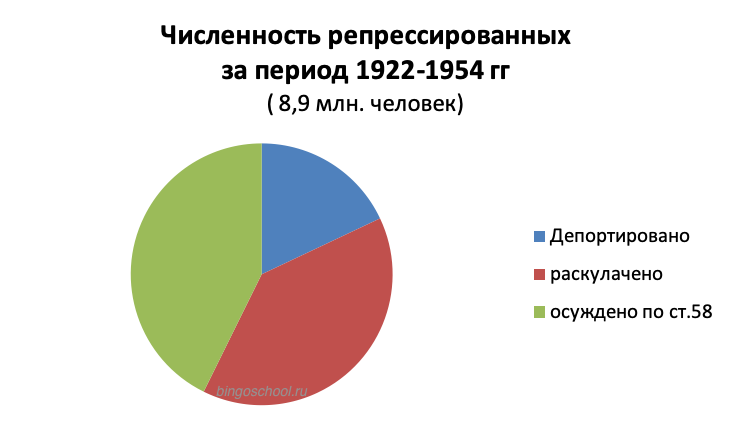 Численность репрессированных
за период 1922-1954 гг
( 8,9 млн. человек)
Депортировано
раскулачено
осуждено по ст.58
bingoschool.ru